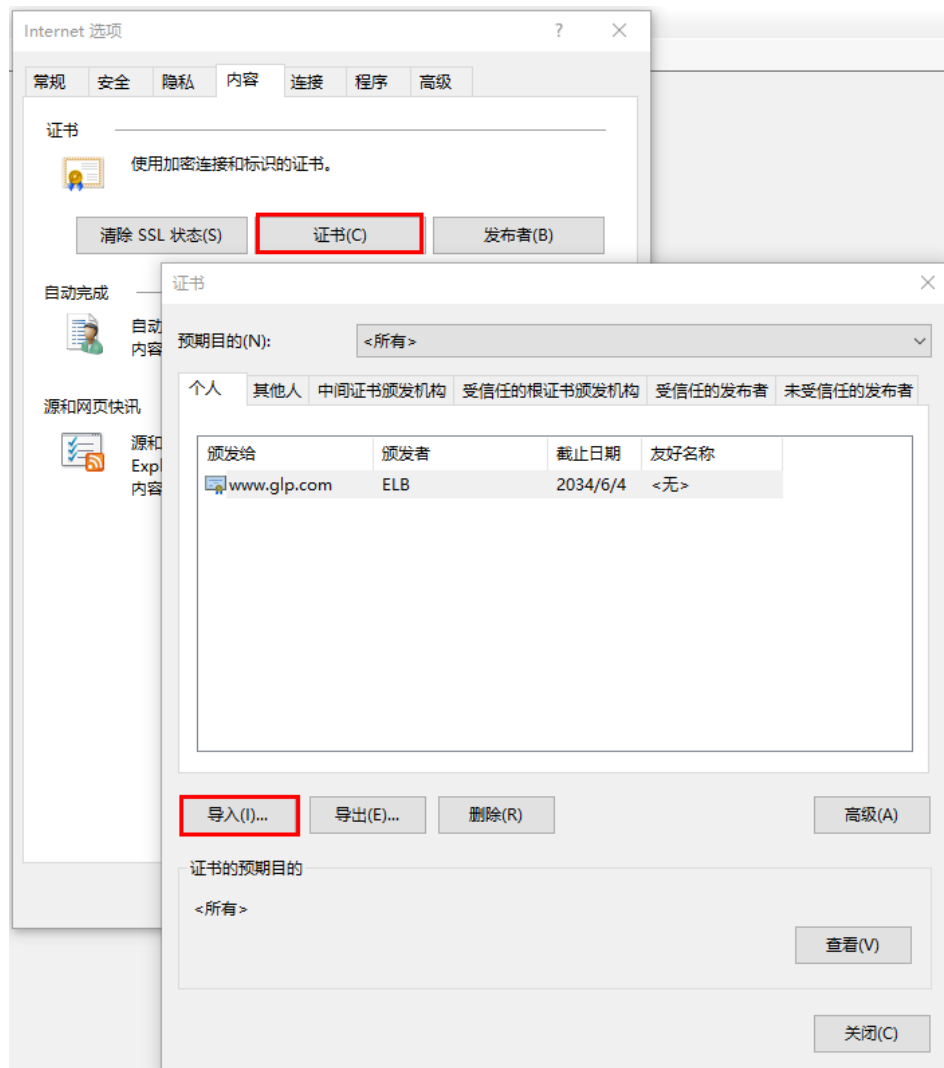 Internet 选项
常规 安全 隐私 内容 连接 程序 高级
证书
使用加密连接和标识的证书。
清除 SSL 状态(S) 证书(C) 发布者(B)
自动完成
自动
内容
源和网页快讯
源和
Expl
内容
证书
预期目的(N): <所有>
个人 其他人 中间证书颁发机构 受信任的根证书颁发机构 受信任的发布者 未受信任的发布者
颁发给 颁发者 截止日期 友好名称
www.glp.com ELB 2034/6/4 <无>
导入(I)... 导出(E)... 删除(R) 高级(A)
证书的预期目的
<所有>
查看(V)
关闭(C)